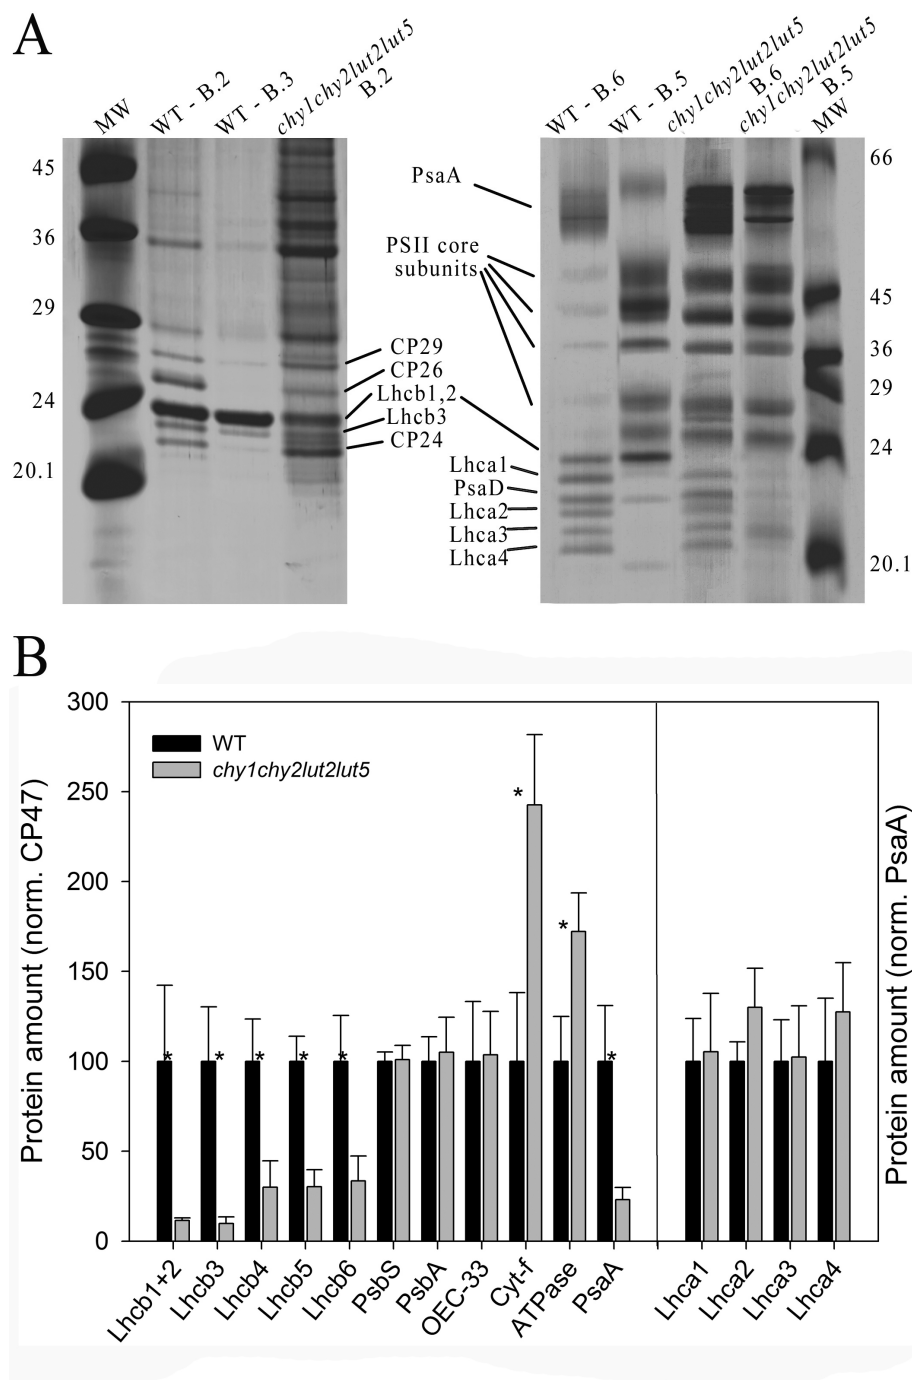 A
MW
WT - B.2
WT - B.3
chy1chy2lut2lut5
B.2
WT - B.6
WT - B.5
chy1chy2lut2lut5
B.6
chy1chy2lut2lut5
B.5
MW
45
36
29
24
20.1
PsaA
PSII core
subunits
CP29
CP26
Lhcb1,2
Lhcb3
CP24
Lhca1
PsaD
Lhca2
Lhca3
Lhca4
66
45
36
29
24
20.1
B
Protein amount (norm. CP47)
300
250
200
150
100
50
0
WT
chy1chy2lut2lut5
* * * * * * * *
Protein amount (norm. PsaA)
Lhcb1+2
Lhcb3
Lhcb4
Lhcb5
Lhcb6
PsbS
PsbA
OEC-33
Cyt-f
ATPase
PsaA
Lhca1
Lhca2
Lhca3
Lhca4